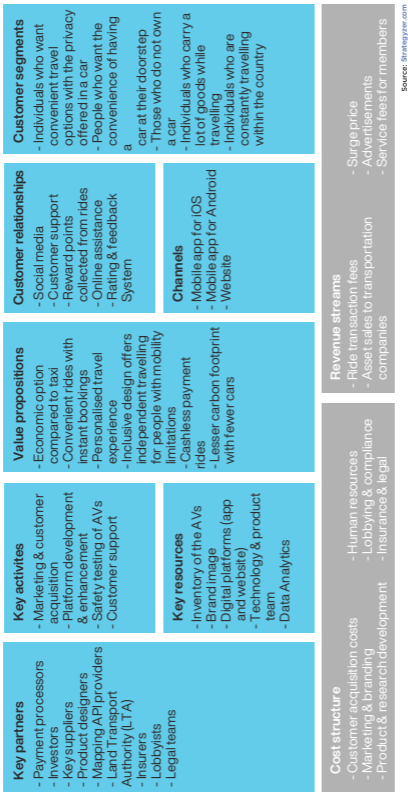 Key partners
- Payment processors
- Investors
- Key suppliers
- Product designers
- Mapping API providers
- Land Transport
Authority (LTA)
- Insurers
- Lobbyists
- Legal teams
Key activites
- Marketing & customer
acquisition
- Platform development
& enhancement
- Safety testing of AVs
- Customer support
Key resources
- Inventory of the AVs
- Brand image
- Digital platforms (app
and website)
- Technology & product
team
- Data Analytics
Value propositions
- Economic option
compared to taxi
- Convenient rides with
instant bookings
- Personalised travel
experience
- Inclusive design offers
independent travelling
for people with mobility
limitations
- Cashless payment
rides
- Lesser carbon footprint
with fewer cars
Customer relationships
- Social media
- Customer support
- Reward points
collected from rides
- Online assistance
- Rating & feedback
System
Channels
- Mobile app for iOS
- Mobile app for Android
- Website
Customer segments
- Individuals who want
convenient travel
options with the privacy
offered in a car
- People who want the
convenience of having
a
car at their doorstep
- Those who do not own
a car
- Individuals who carry a
lot of goods while
travelling
- Individuals who are
constantly travelling
within the country
Cost structure
- Customer acquisition costs
- Marketing & branding
- Product & research development
- Human resources
- Lobbying & compliance
- Insurance & legal
Revenue streams
- Ride transaction fees
- Asset sales to transportation
companies
- Surge price
- Advertisements
- Service fees for members
Source: Strategyzer.com